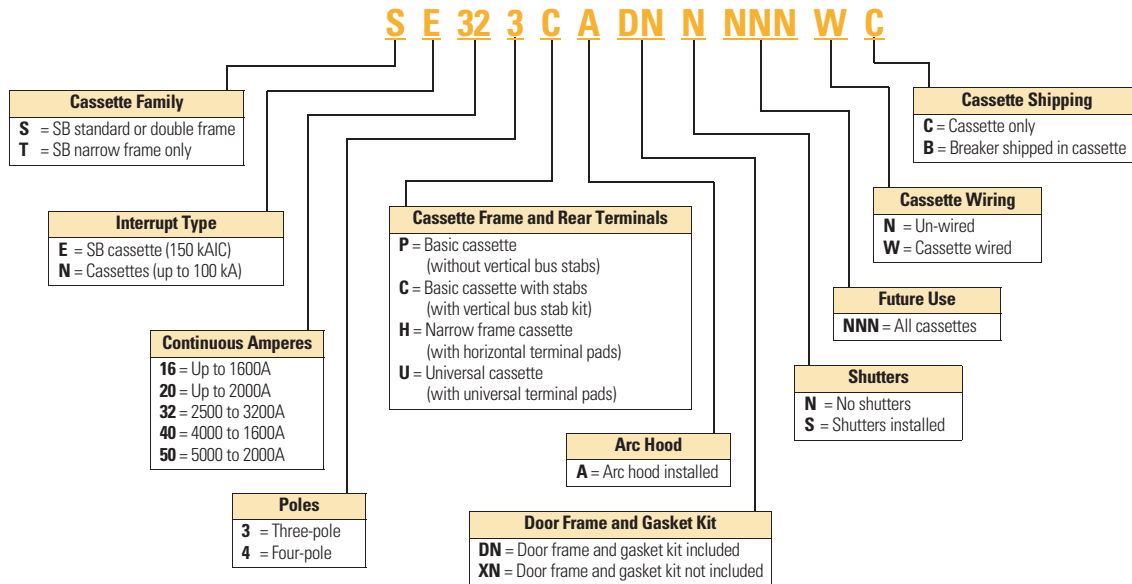 S E 32 3 C A DN N NNN W C
Cassette Family
S = SB standard or double frame
T = SB narrow frame only
Cassette Shipping
C = Cassette only
B = Breaker shipped in cassette
Interrupt Type
E = SB cassette (150 kAIC)
N = Cassettes (up to 100 kA)
Cassette Frame and Rear Terminals
P = Basic cassette
(without vertical bus stabs)
C = Basic cassette with stabs
(with vertical bus stab kit)
H = Narrow frame cassette
(with horizontal terminal pads)
U = Universal cassette
(with universal terminal pads)
Cassette Wiring
N = Un-wired
W = Cassette wired
Future Use
NNN = All cassettes
Continuous Amperes
16 = Up to 1600A
20 = Up to 2000A
32 = 2500 to 3200A
40 = 4000 to 1600A
50 = 5000 to 2000A
Shutters
N = No shutters
S = Shutters installed
Arc Hood
A = Arc hood installed
Poles
3 = Three-pole
4 = Four-pole
Door Frame and Gasket Kit
DN = Door frame and gasket kit included
XN = Door frame and gasket kit not included